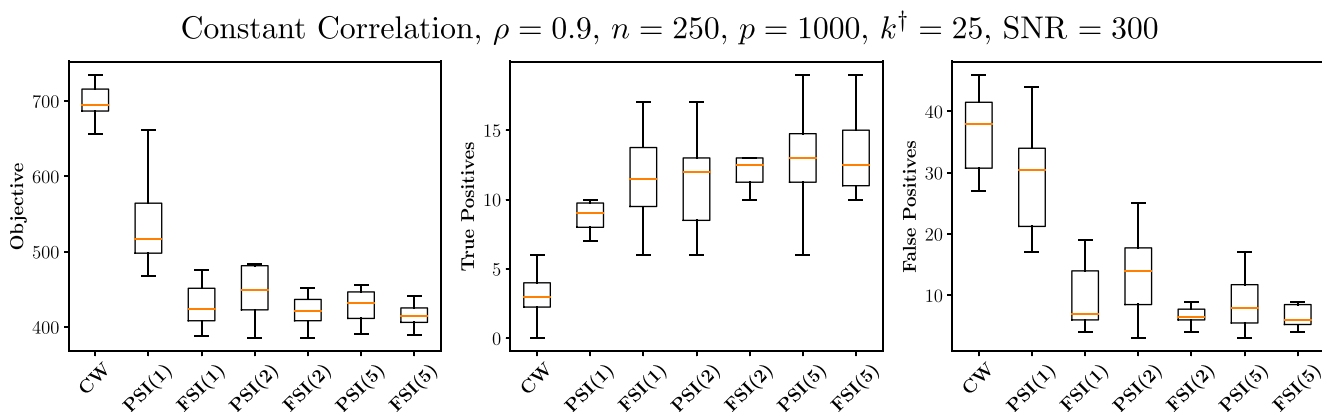 Constant Correlation, ρ = 0.9, n = 250, p = 1000, k† = 25, SNR = 300
Objective
700
600
500
400
CW
PSI(1)
FSI(1)
PSI(2)
FSI(2)
PSI(5)
FSI(5)
True Positives
15
10
5
0
CW
PSI(1)
FSI(1)
PSI(2)
FSI(2)
PSI(5)
FSI(5)
False Positives
40
30
20
10
CW
PSI(1)
FSI(1)
PSI(2)
FSI(2)
PSI(5)
FSI(5)